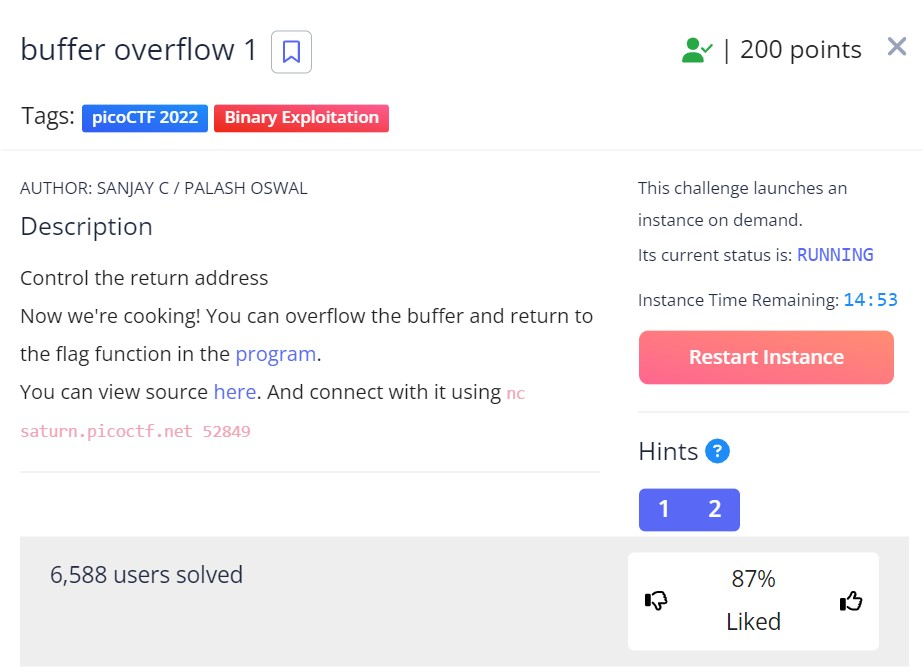 buffer overflow 1
| 200 points
Tags: picoCTF 2022 Binary Exploitation
AUTHOR: SANJAY C / PALASH OSWAL
Description
Control the return address
Now we're cooking! You can overflow the buffer and return to
the flag function in the program.
You can view source here. And connect with it using nc
saturn.picoctf.net 52849
This challenge launches an
instance on demand.
Its current status is: RUNNING
Instance Time Remaining: 14:53
Restart Instance
Hints ?
1 2
6,588 users solved
87%
Liked